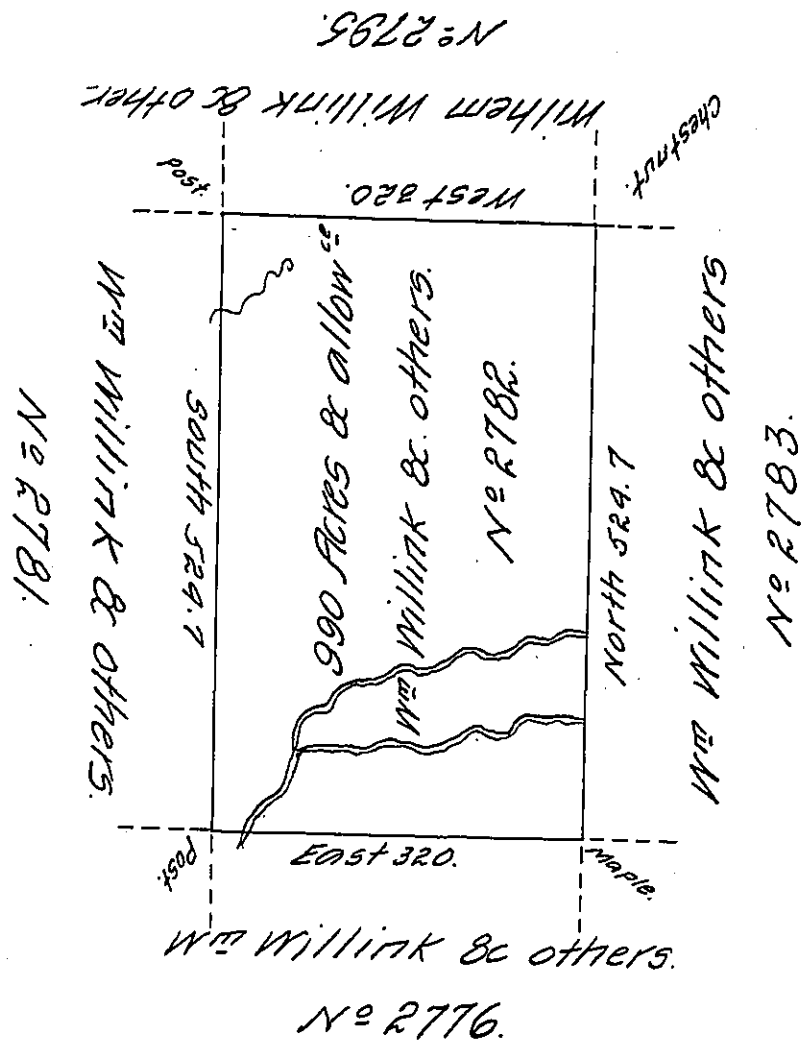 No 2795.
Wilhem Willink & other.
Chestnut.
Post.
West 320.
No 2781.
Wm Willink & others.
South 529.7
990 Acres & allowce
Wm Willink & others.
No 2782.
North 529.7
Wm Willink & others
No 2783.
Post.
East 320.
Maple.
Wm Willink & others.
No 2776.